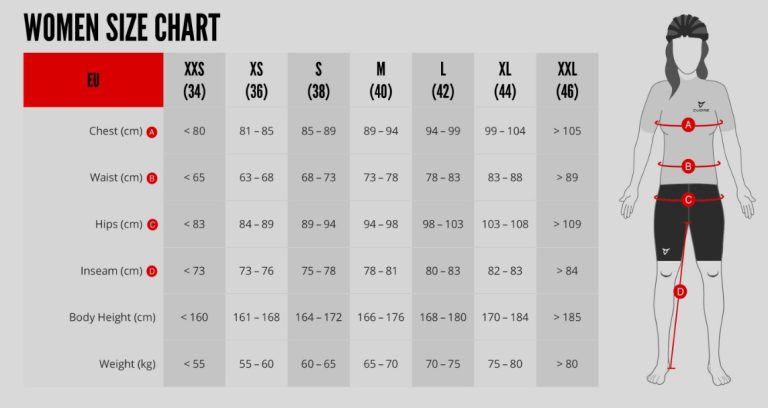 WOMEN SIZE CHART
EU XXS (34) XS (36) S (38) M (40) L (42) XL (44) XXL (46)
Chest (cm) A < 80 81 – 85 85 – 89 89 – 94 94 – 99 99 – 104 > 105
Waist (cm) B < 65 63 – 68 68 – 73 73 – 78 78 – 83 83 – 88 > 89
Hips (cm) C < 83 84 – 89 89 – 94 94 – 98 98 – 103 103 – 108 > 109
Inseam (cm) D < 73 73 – 76 75 – 78 78 – 81 80 – 83 82 – 83 > 84
Body Height (cm) < 160 161 – 168 164 – 172 166 – 176 168 – 180 170 – 184 > 185
Weight (kg) < 55 55 – 60 60 – 65 65 – 70 70 – 75 75 – 80 > 80
CUORE
A
B
C
D